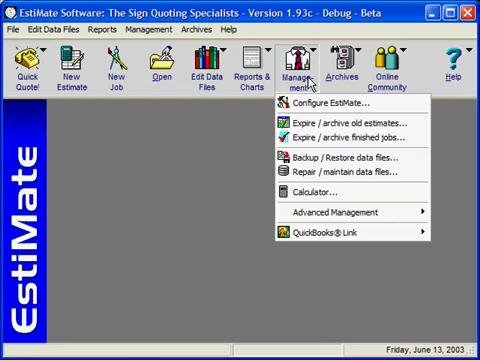 EstiMate Software: The Sign Quoting Specialists - Version 1.93c - Debug - Beta
File Edit Data Files Reports Management Archives Help
Quick Quote!
New Estimate
New Job
Open
Edit Data Files
Reports & Charts
Manage- ment
Archives
Online Community
Help
Configure EstiMate...
Expire / archive old estimates...
Expire / archive finished jobs...
Backup / Restore data files...
Repair / maintain data files...
Calculator...
Advanced Management
QuickBooks® Link
EstiMate
Friday, June 13, 2003